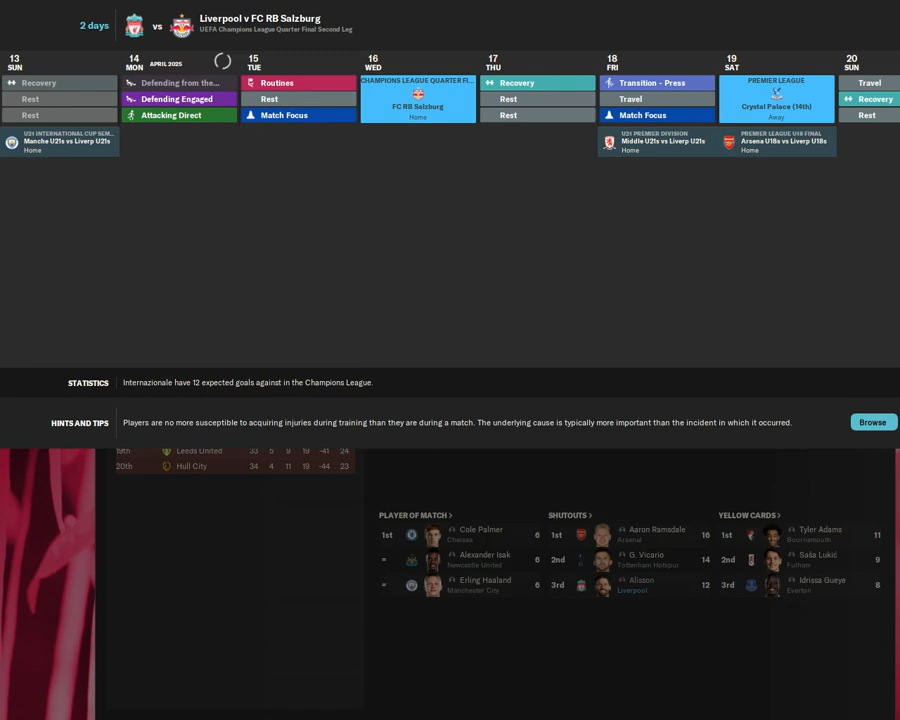 2 days
vs
Liverpool v FC RB Salzburg
UEFA Champions League Quarter Final Second Leg
13
SUN
14
MON
APRIL 2025
15
TUE
16
WED
17
THU
18
FRI
19
SAT
20
SUN
Recovery
Rest
Rest
Defending from the...
Defending Engaged
Attacking Direct
Routines
Rest
Match Focus
CHAMPIONS LEAGUE QUARTER FI...
FC RB Salzburg
Home
Recovery
Rest
Rest
Transition - Press
Travel
Match Focus
PREMIER LEAGUE
Crystal Palace (14th)
Away
Travel
Recovery
Rest
U21 INTERNATIONAL CUP SEM...
Manche U21s vs Liverp U21s
Home
U21 PREMIER DIVISION
Middle U21s vs Liverp U21s
Home
PREMIER LEAGUE U18 FINAL
Arsena U18s vs Liverp U18s
Home
STATISTICS
Internazionale have 12 expected goals against in the Champions League.
HINTS AND TIPS
Players are no more susceptible to acquiring injuries during training than they are during a match. The underlying cause is typically more important than the incident in which it occurred.
Browse
19th Leeds United 33 5 9 19 -41 24
20th Hull City 34 4 11 19 -44 23
PLAYER OF MATCH >
1st Cole Palmer 6
Chelsea
= Alexander Isak 6
Newcastle United
= Erling Haaland 6
Manchester City
SHUTOUTS >
1st Aaron Ramsdale 16
Arsenal
2nd G. Vicario 14
Tottenham Hotspur
3rd Alisson 12
Liverpool
YELLOW CARDS >
1st Tyler Adams 11
Bournemouth
2nd Saša Lukić 9
Fulham
3rd Idrissa Gueye 8
Everton